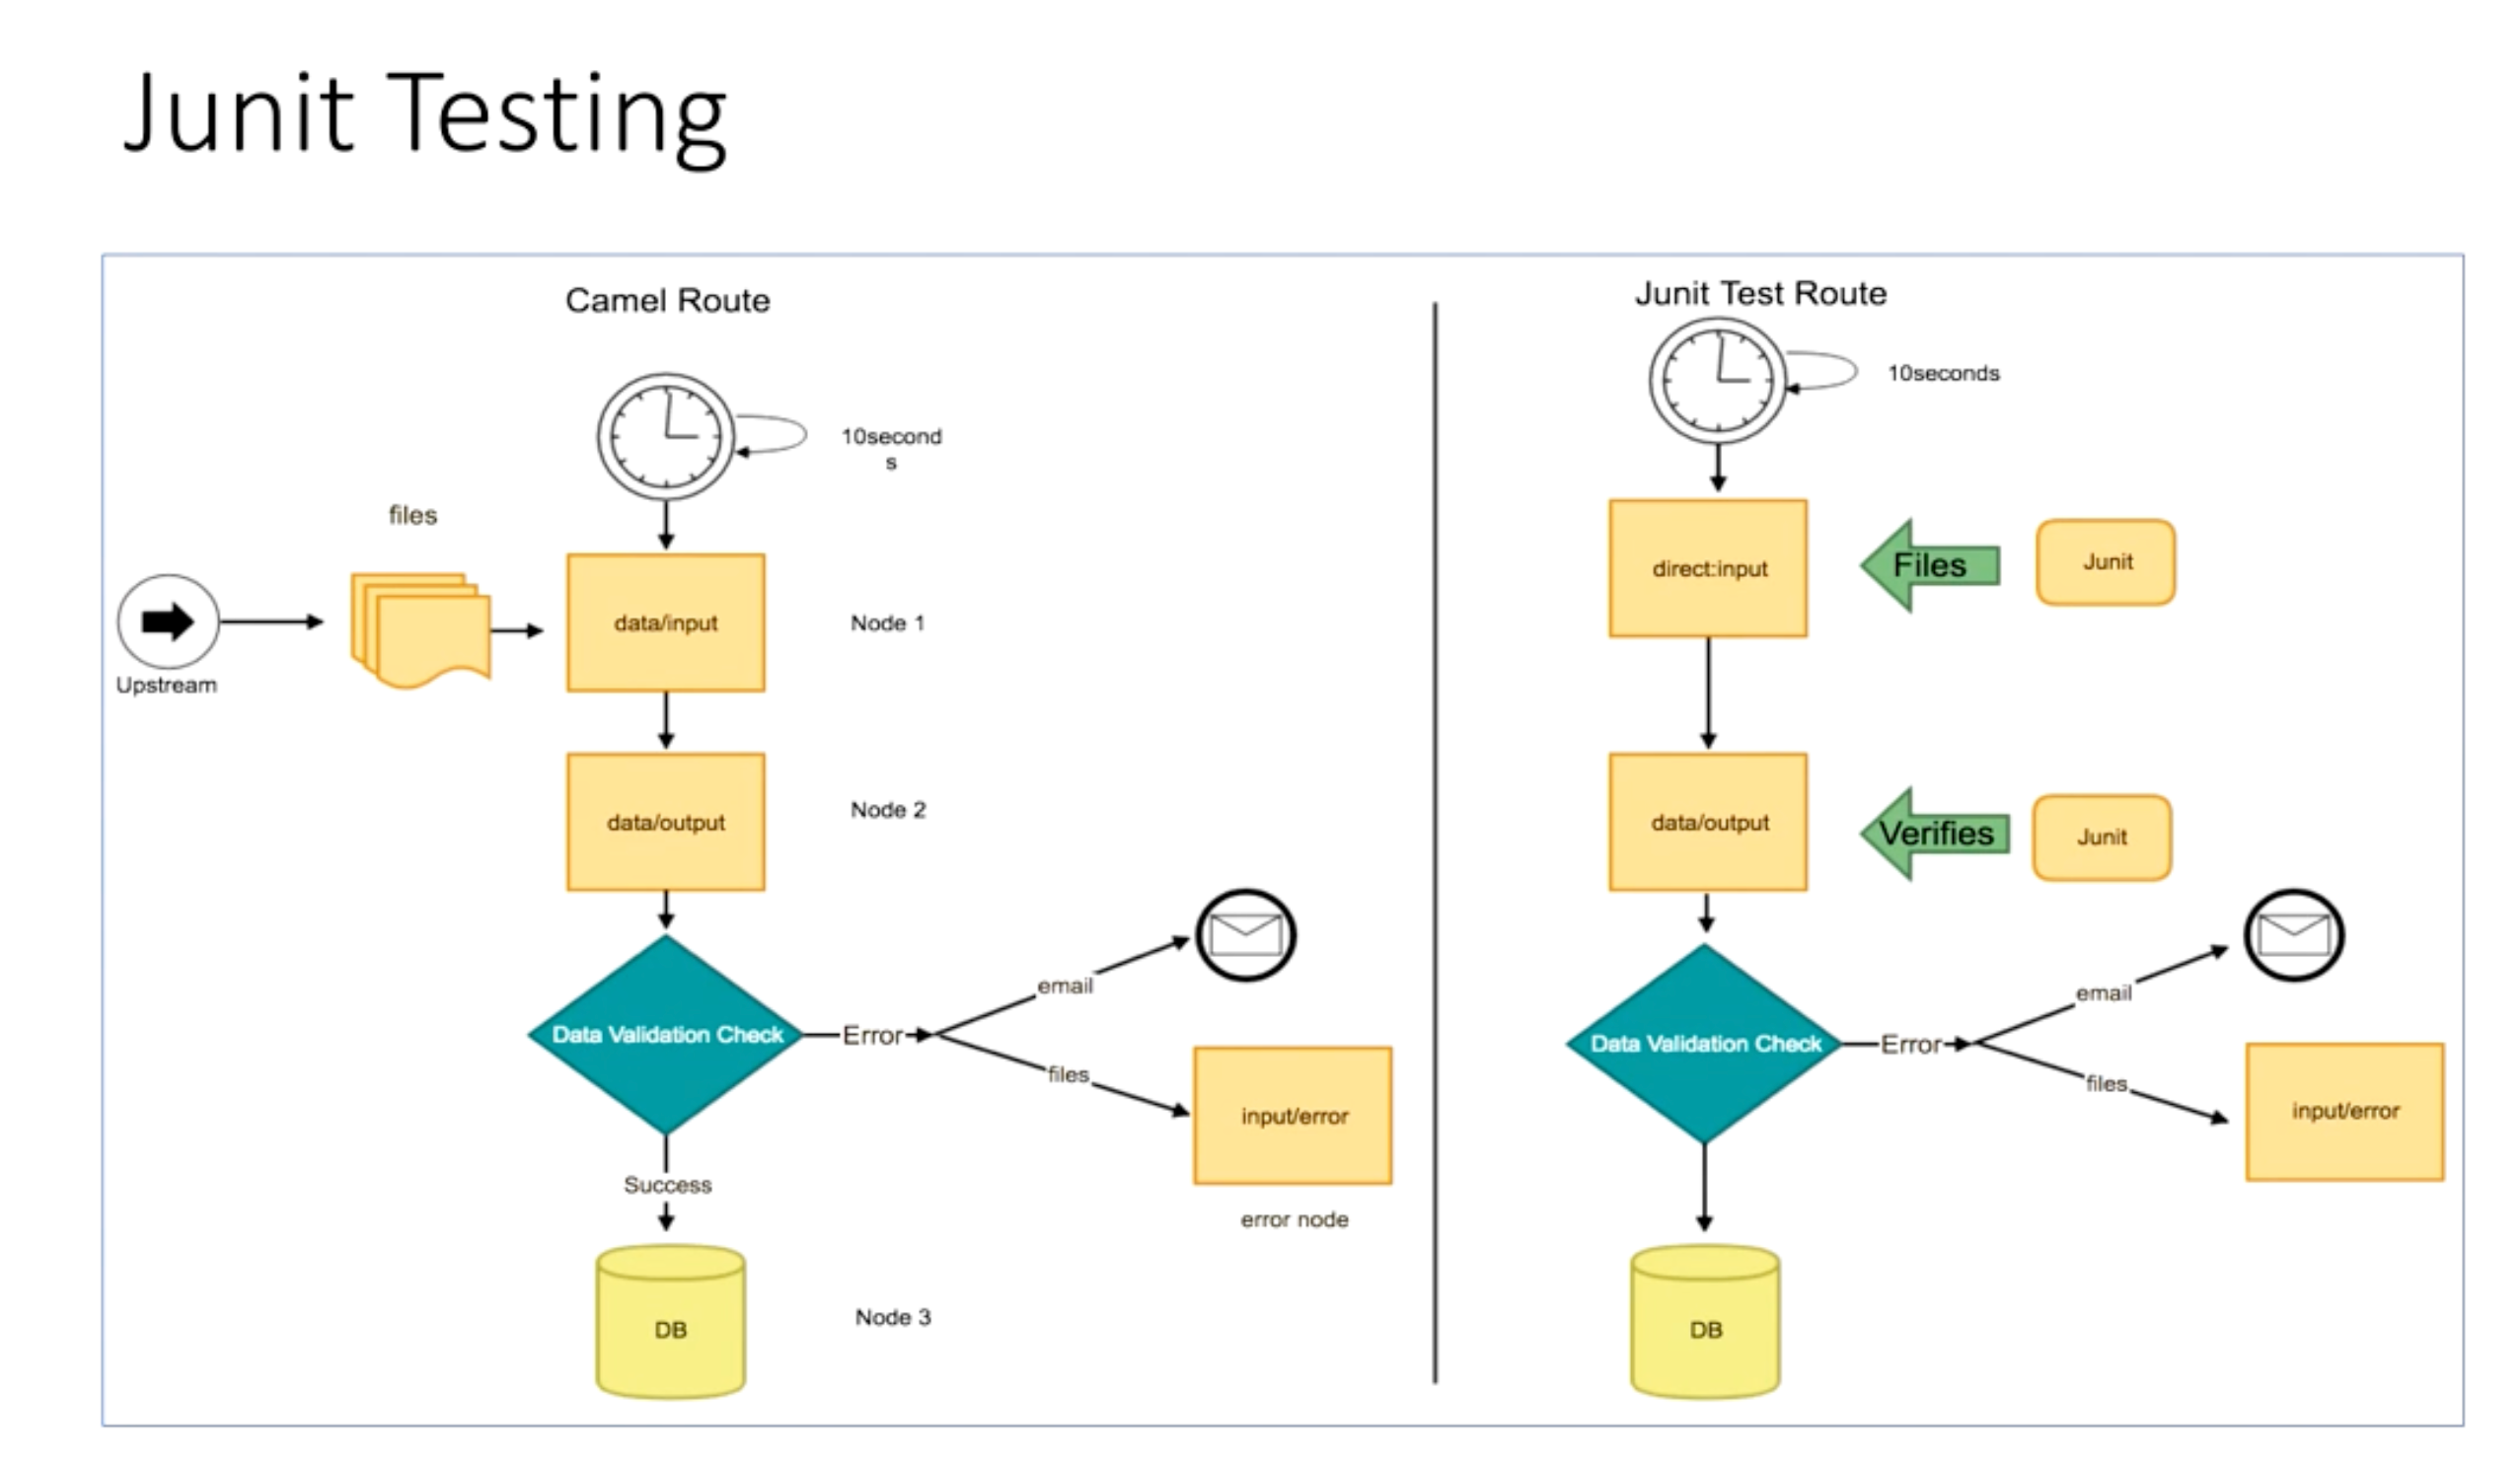 Junit Testing
Camel Route
10second
s
files
Upstream
data/input
Node 1
data/output
Node 2
Data Validation Check
Error
email
files
input/error
error node
Success
DB
Node 3
Junit Test Route
10seconds
direct:input
Files
Junit
data/output
Verifies
Junit
Data Validation Check
Error
email
files
input/error
DB